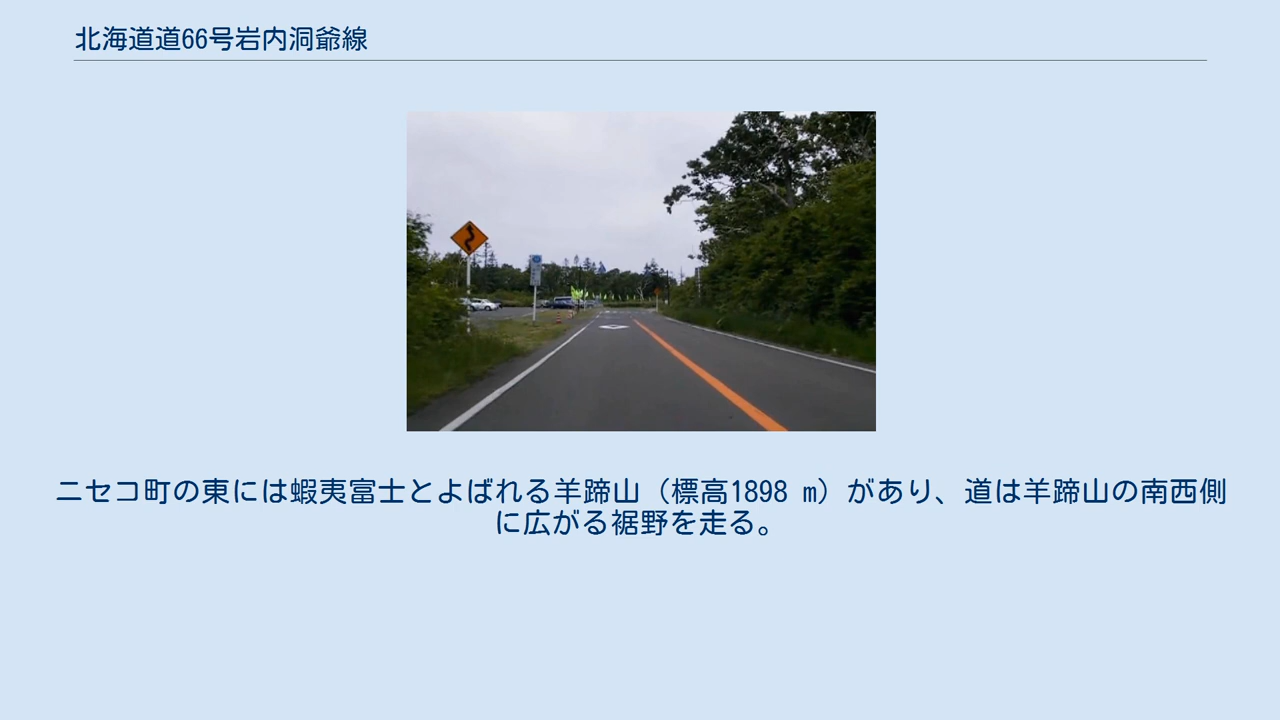 北海道道66号岩内洞爺線
ニセコ町の東には蝦夷富士とよばれる羊蹄山（標高1898 m）があり、道は羊蹄山の南西側
に広がる裾野を走る。